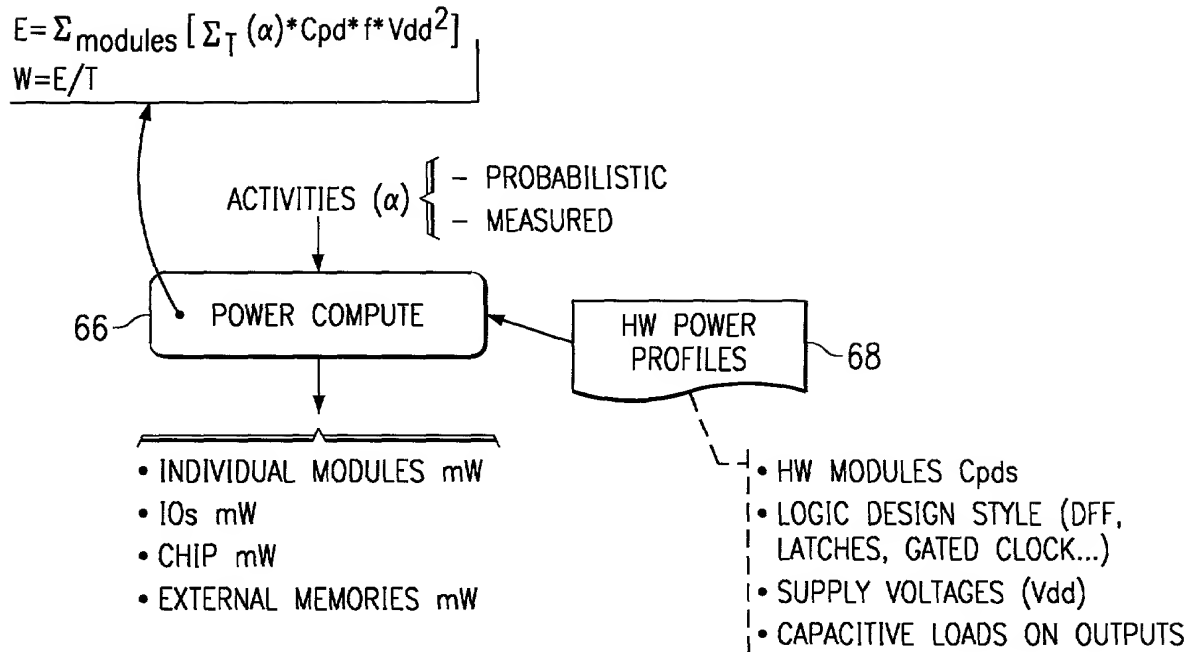 E=Σmodules [ΣT (α)*Cpd*f*Vdd²]
W=E/T
ACTIVITIES (α)
– PROBABILISTIC
– MEASURED
66
POWER COMPUTE
HW POWER
PROFILES
68
• INDIVIDUAL MODULES mW
• IOs mW
• CHIP mW
• EXTERNAL MEMORIES mW
• HW MODULES Cpds
• LOGIC DESIGN STYLE (DFF,
LATCHES, GATED CLOCK...)
• SUPPLY VOLTAGES (Vdd)
• CAPACITIVE LOADS ON OUTPUTS